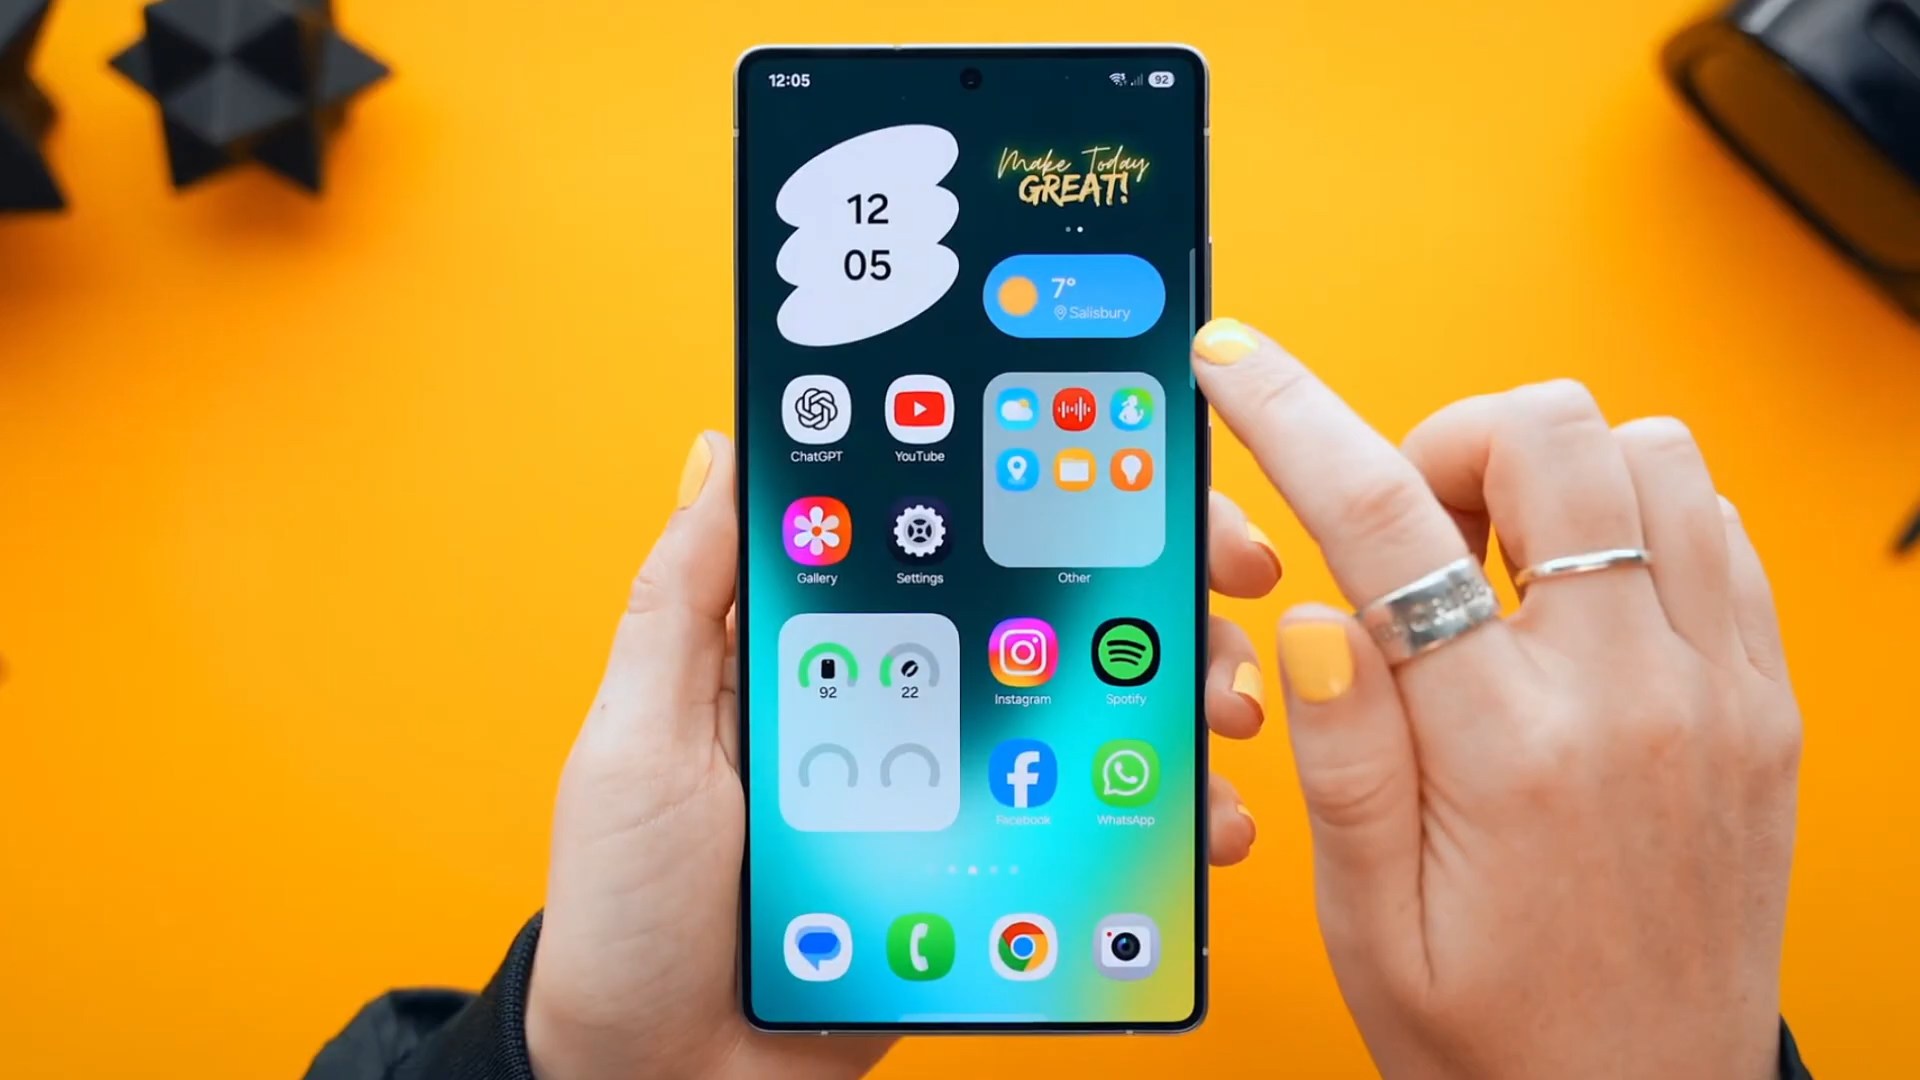 12:05
92
12
05
Make Today
GREAT!
7°
Salisbury
ChatGPT
YouTube
Gallery
Settings
Other
92
22
Instagram
Spotify
Facebook
WhatsApp